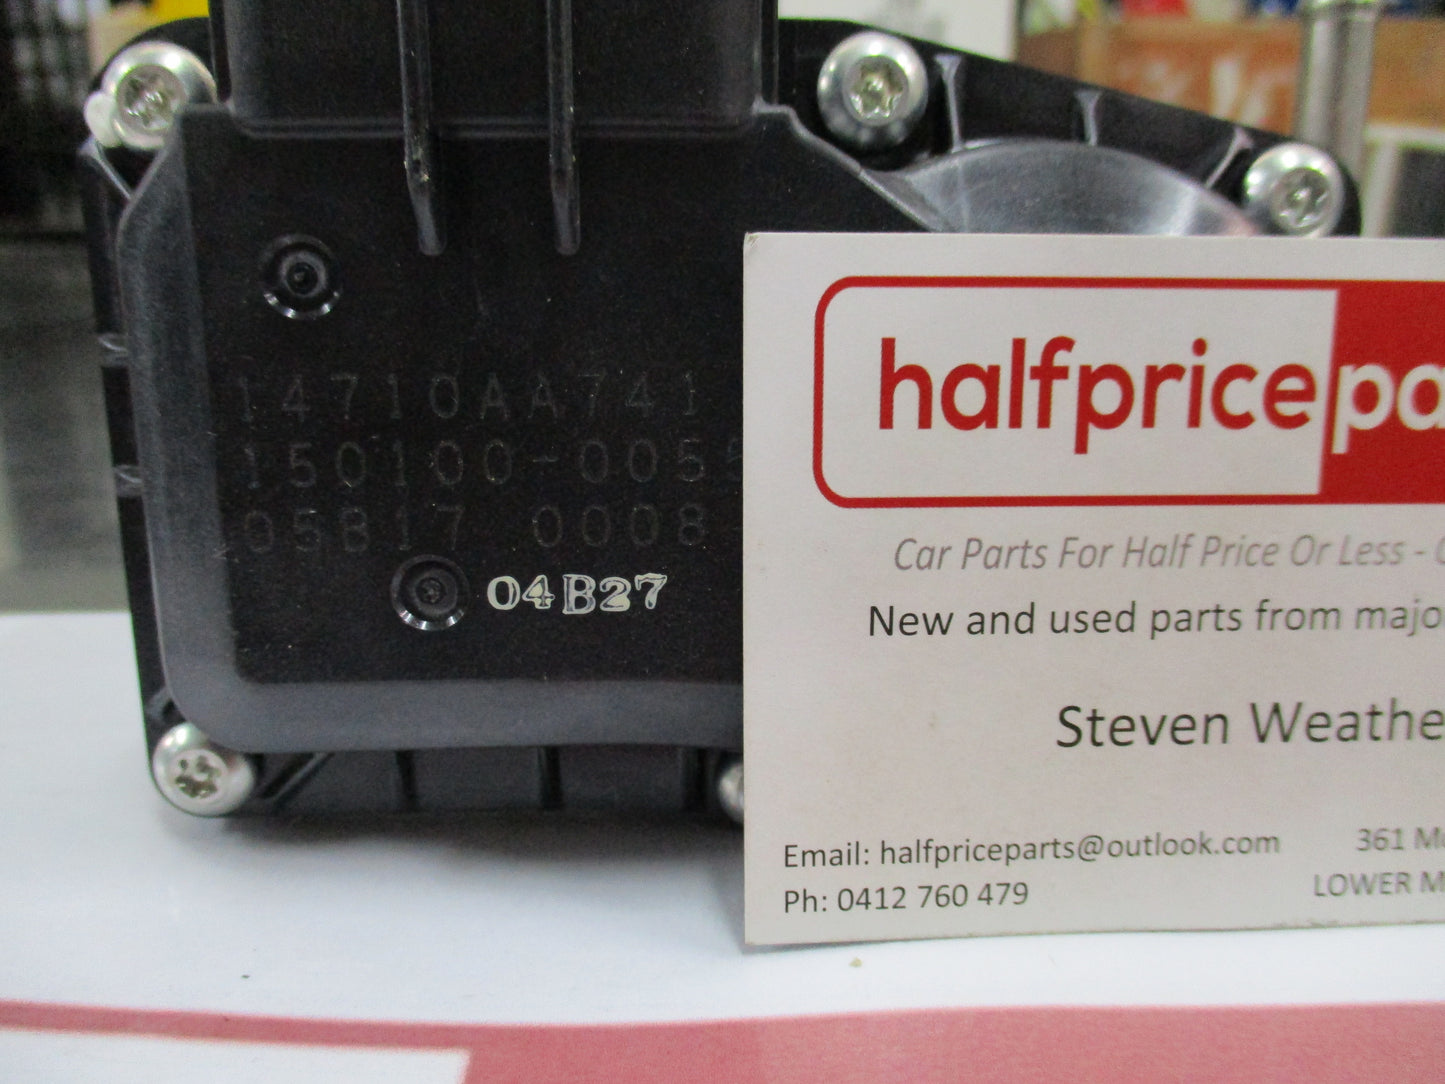 14710AA741
150100-005
05B17 0008
04B27
halfpricepa
Car Parts For Half Price Or Less -
New and used parts from majo
Steven Weathe
Email: halfpriceparts@outlook.com
361 M
Ph: 0412 760 479
LOWER M